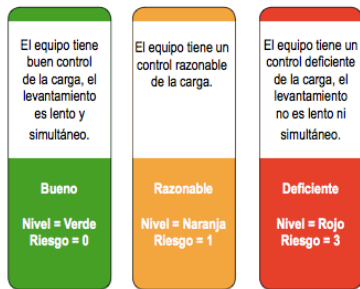 El equipo tiene
buen control
de la carga, el
levantamiento
es lento y
simultáneo.
Bueno
Nivel = Verde
Riesgo = 0
El equipo tiene un
control razonable
de la carga.
Razonable
Nivel = Naranja
Riesgo = 1
El equipo tiene un
control deficiente
de la carga, el
levantamiento
no es lento ni
simultáneo.
Deficiente
Nivel = Rojo
Riesgo = 3